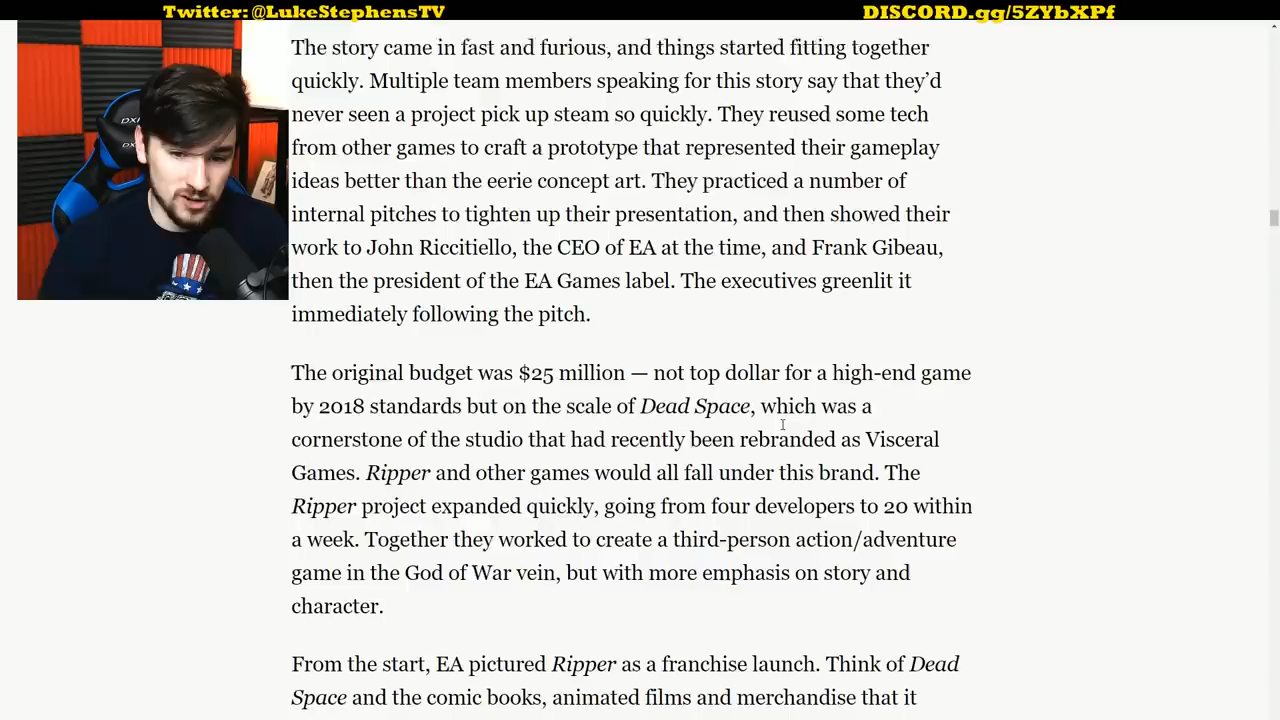 Twitter: @LukeStephensTV
DISCORD.gg/5ZYbXPf
The story came in fast and furious, and things started fitting together
quickly. Multiple team members speaking for this story say that they’d
never seen a project pick up steam so quickly. They reused some tech
from other games to craft a prototype that represented their gameplay
ideas better than the eerie concept art. They practiced a number of
internal pitches to tighten up their presentation, and then showed their
work to John Riccitiello, the CEO of EA at the time, and Frank Gibeau,
then the president of the EA Games label. The executives greenlit it
immediately following the pitch.
The original budget was $25 million — not top dollar for a high-end game
by 2018 standards but on the scale of Dead Space, which was a
cornerstone of the studio that had recently been rebranded as Visceral
Games. Ripper and other games would all fall under this brand. The
Ripper project expanded quickly, going from four developers to 20 within
a week. Together they worked to create a third-person action/adventure
game in the God of War vein, but with more emphasis on story and
character.
From the start, EA pictured Ripper as a franchise launch. Think of Dead
Space and the comic books, animated films and merchandise that it